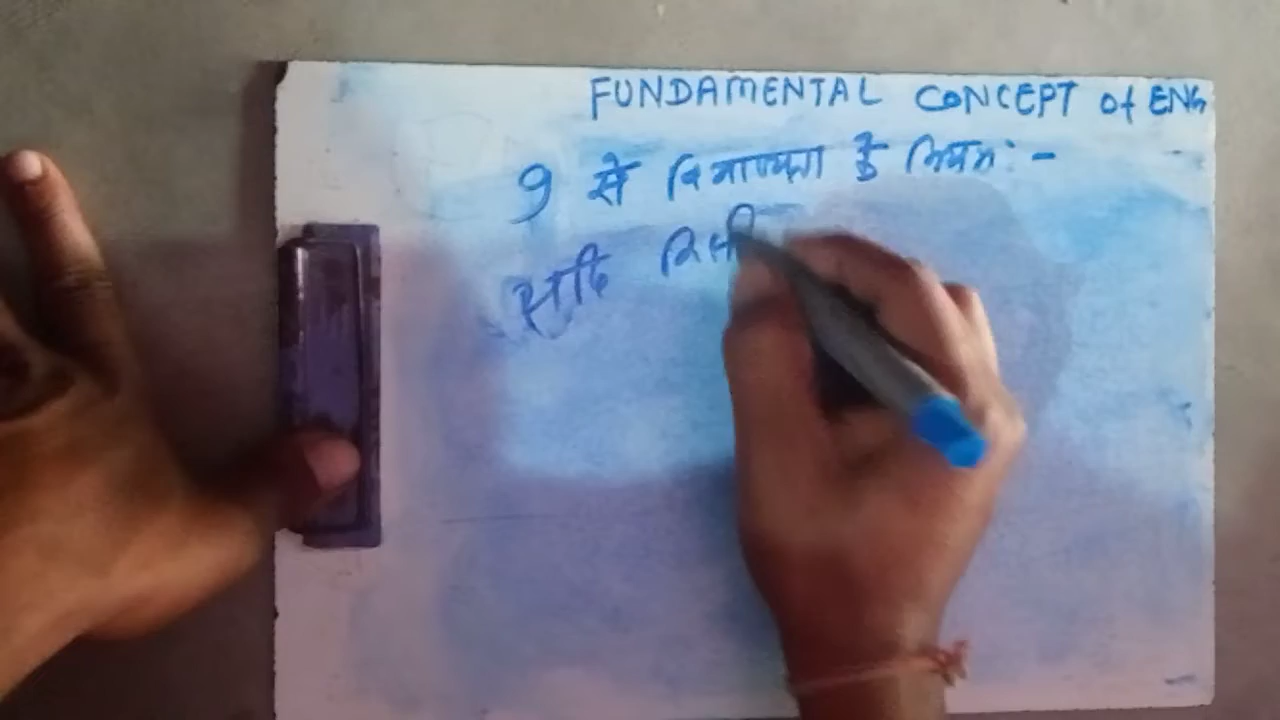 FUNDAMENTAL CONCEPT of ENG
9 से विभाज्यता के नियम :-
यदि किसी